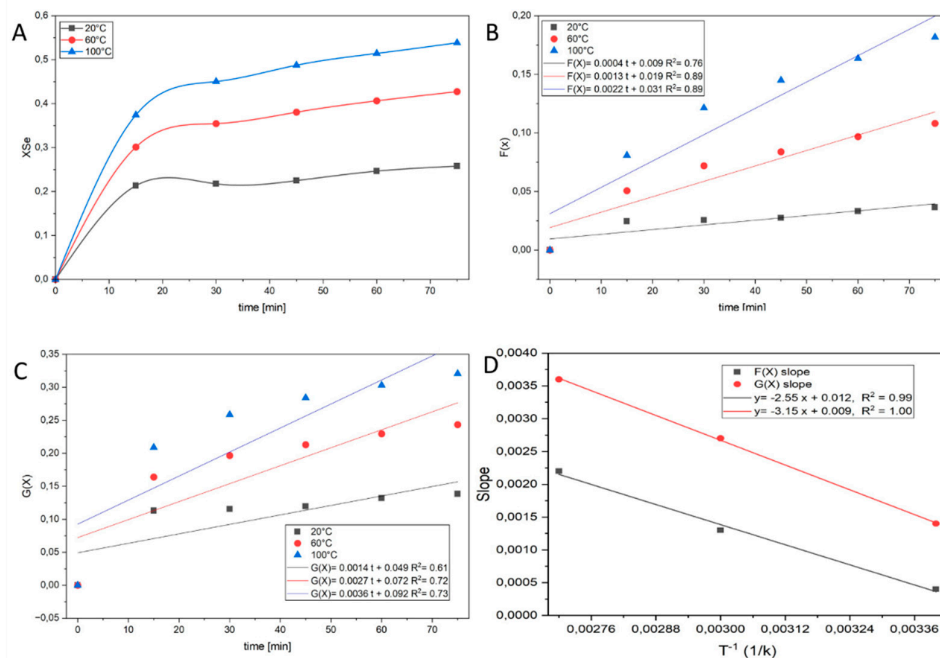 A
20°C
60°C
100°C
XSe
0,6
0,5
0,4
0,3
0,2
0,1
0,0
0 10 20 30 40 50 60 70
time [min]
B
20°C
60°C
100°C
F(X)= 0.0004 t + 0.009 R²= 0.76
F(X)= 0.0013 t + 0.019 R²= 0.89
F(X)= 0.0022 t + 0.031 R²= 0.89
F(x)
0,20
0,15
0,10
0,05
0,00
0 10 20 30 40 50 60 70
time [min]
C
G(X)
0,35
0,30
0,25
0,20
0,15
0,10
0,05
0,00
−0,05
20°C
60°C
100°C
G(X)= 0.0014 t + 0.049 R²= 0.61
G(X)= 0.0027 t + 0.072 R²= 0.72
G(X)= 0.0036 t + 0.092 R²= 0.73
0 10 20 30 40 50 60 70
time [min]
D
F(X) slope
G(X) slope
y= -2.55 x + 0.012, R² = 0.99
y= -3.15 x + 0.009, R² = 1.00
Slope
0,0040
0,0035
0,0030
0,0025
0,0020
0,0015
0,0010
0,0005
0,0000
0,00276 0,00288 0,00300 0,00312 0,00324 0,00336
T⁻¹ (1/k)